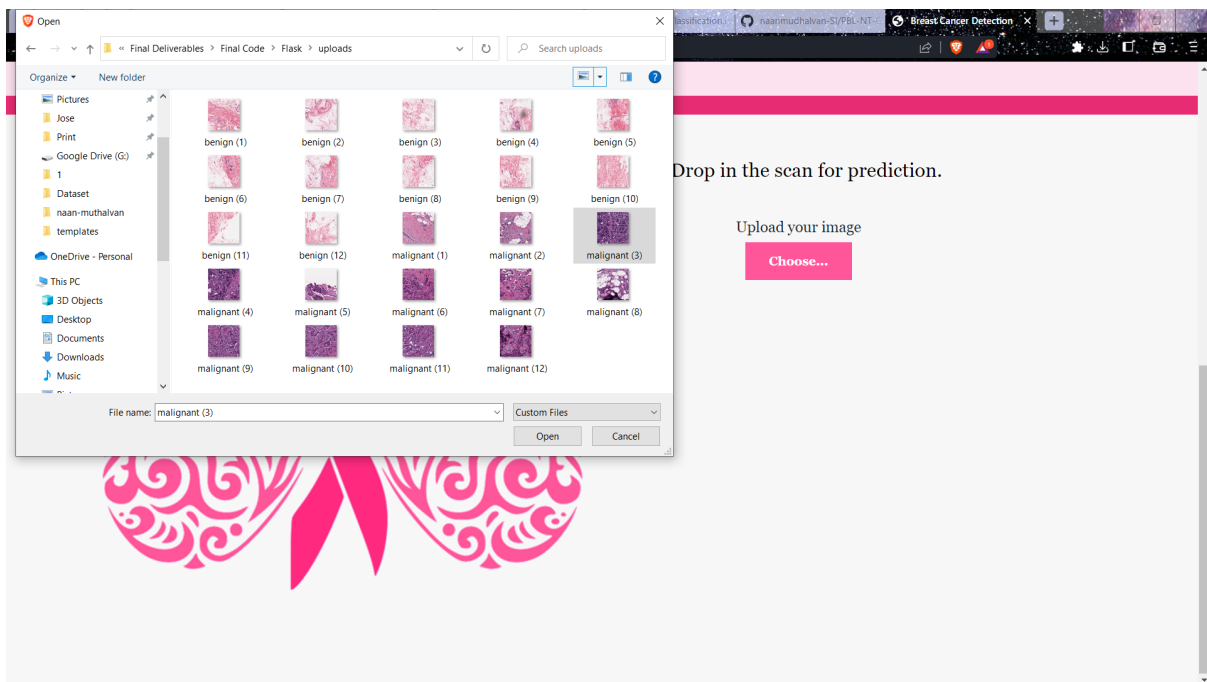 Open
lassification.:
naanmudhalvan-SI/PBL-NT-
Breast Cancer Detection
« Final Deliverables > Final Code > Flask > uploads
Search uploads
Organize
New folder
Pictures
Jose
Print
Google Drive (G:)
1
Dataset
naan-muthalvan
templates
OneDrive - Personal
This PC
3D Objects
Desktop
Documents
Downloads
Music
benign (1) benign (2) benign (3) benign (4) benign (5)
benign (6) benign (7) benign (8) benign (9) benign (10)
benign (11) benign (12) malignant (1) malignant (2) malignant (3)
malignant (4) malignant (5) malignant (6) malignant (7) malignant (8)
malignant (9) malignant (10) malignant (11) malignant (12)
File name: malignant (3) Custom Files
Open Cancel
Drop in the scan for prediction.
Upload your image
Choose...